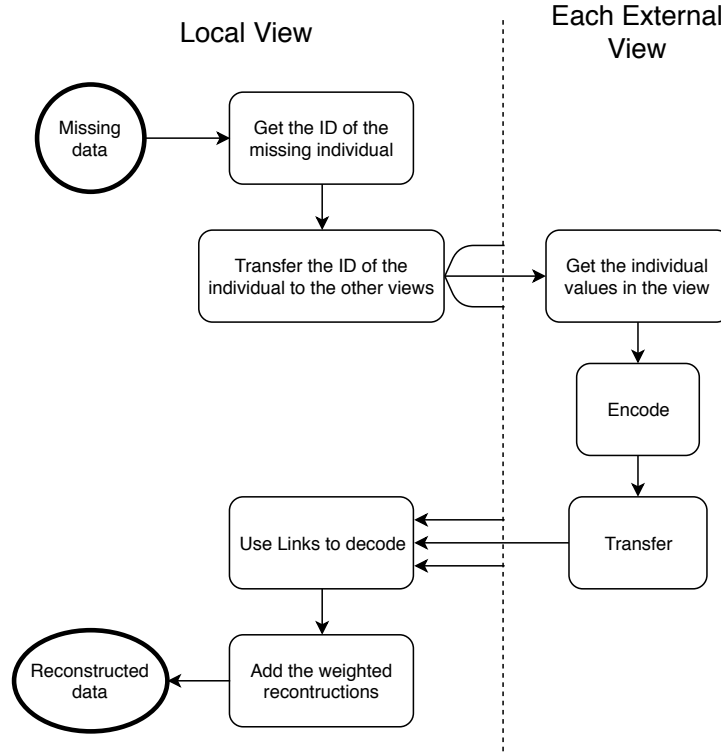 Local View
Each External
View
Missing
data
Get the ID of the
missing individual
Transfer the ID of the
individual to the other views
Get the individual
values in the view
Encode
Use Links to decode
Transfer
Reconstructed
data
Add the weighted
recontructions